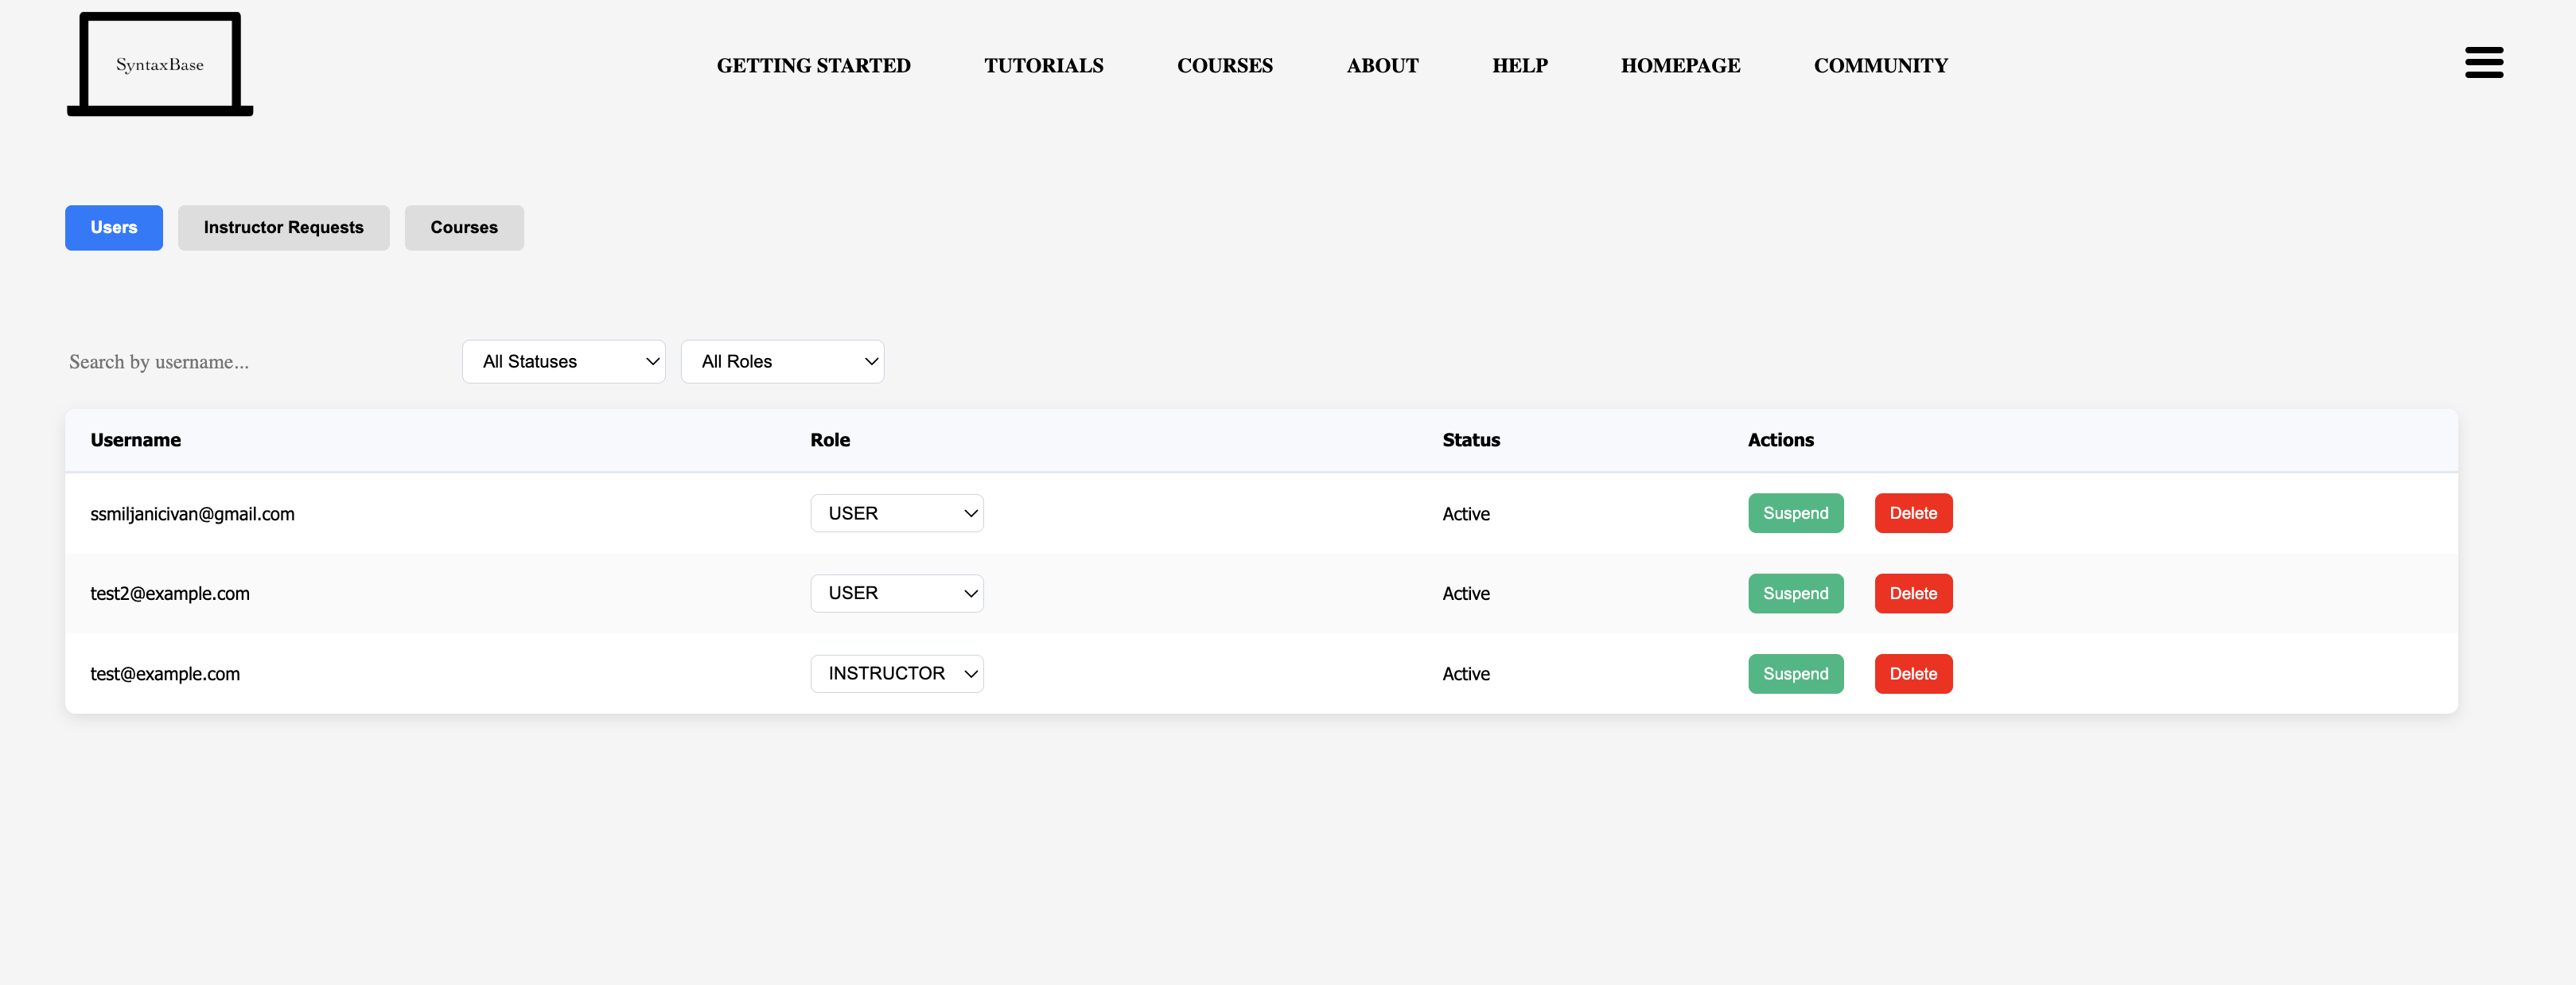 SyntaxBase
GETTING STARTED TUTORIALS COURSES ABOUT HELP HOMEPAGE COMMUNITY
Users Instructor Requests Courses
Search by username... All Statuses All Roles
Username Role Status Actions
ssmiljanicivan@gmail.com USER Active Suspend Delete
test2@example.com USER Active Suspend Delete
test@example.com INSTRUCTOR Active Suspend Delete